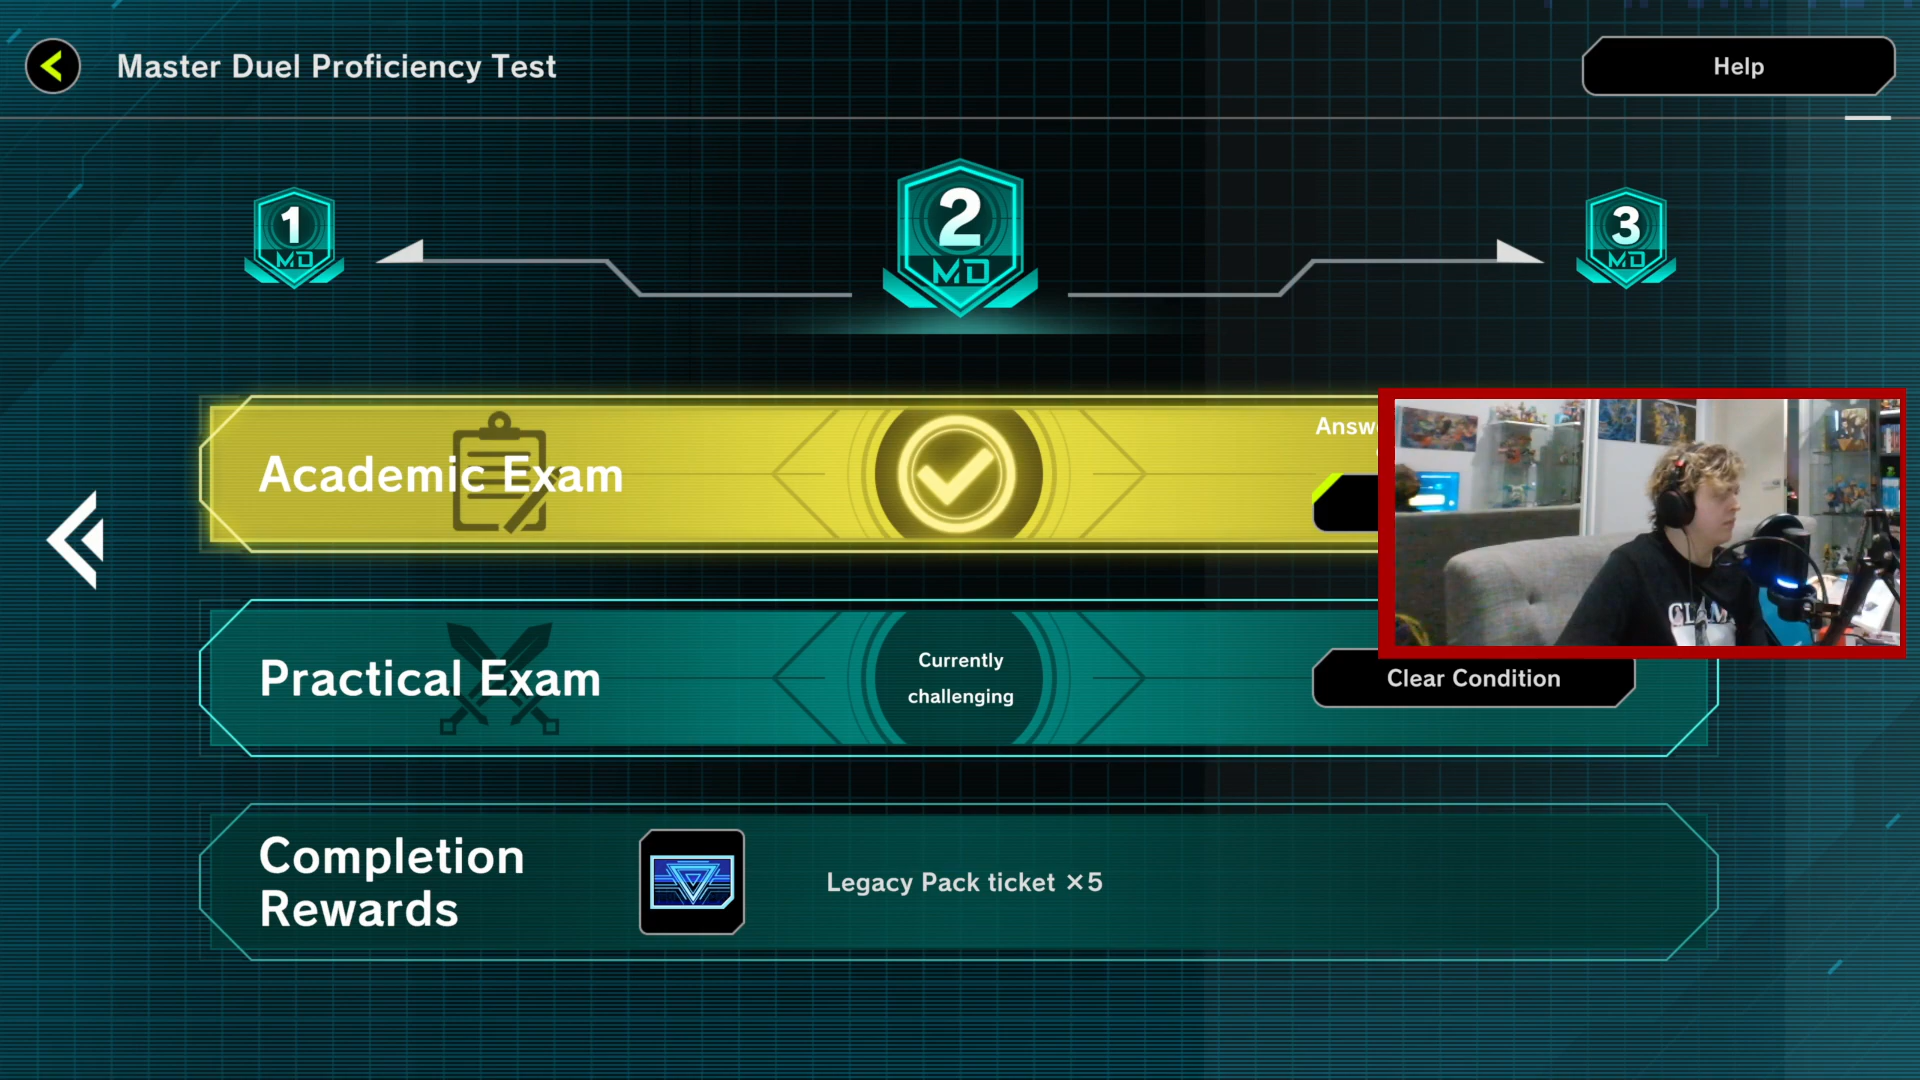 Master Duel Proficiency Test
Help
1
MD
2
MD
3
MD
Academic Exam
Practical Exam
Currently
challenging
Clear Condition
Completion
Rewards
Legacy Pack ticket ×5